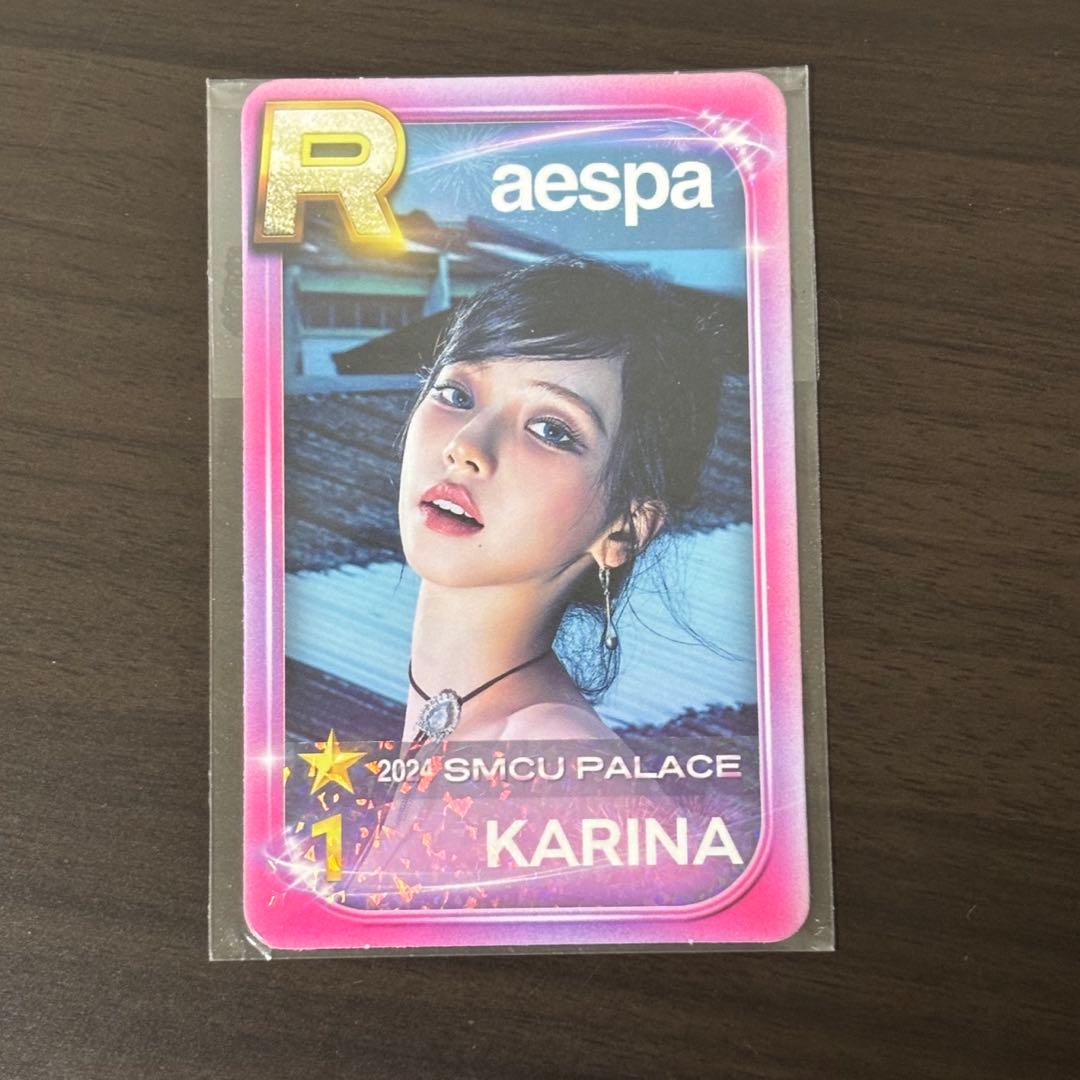 R
aespa
2024 SMCU PALACE
1
KARINA